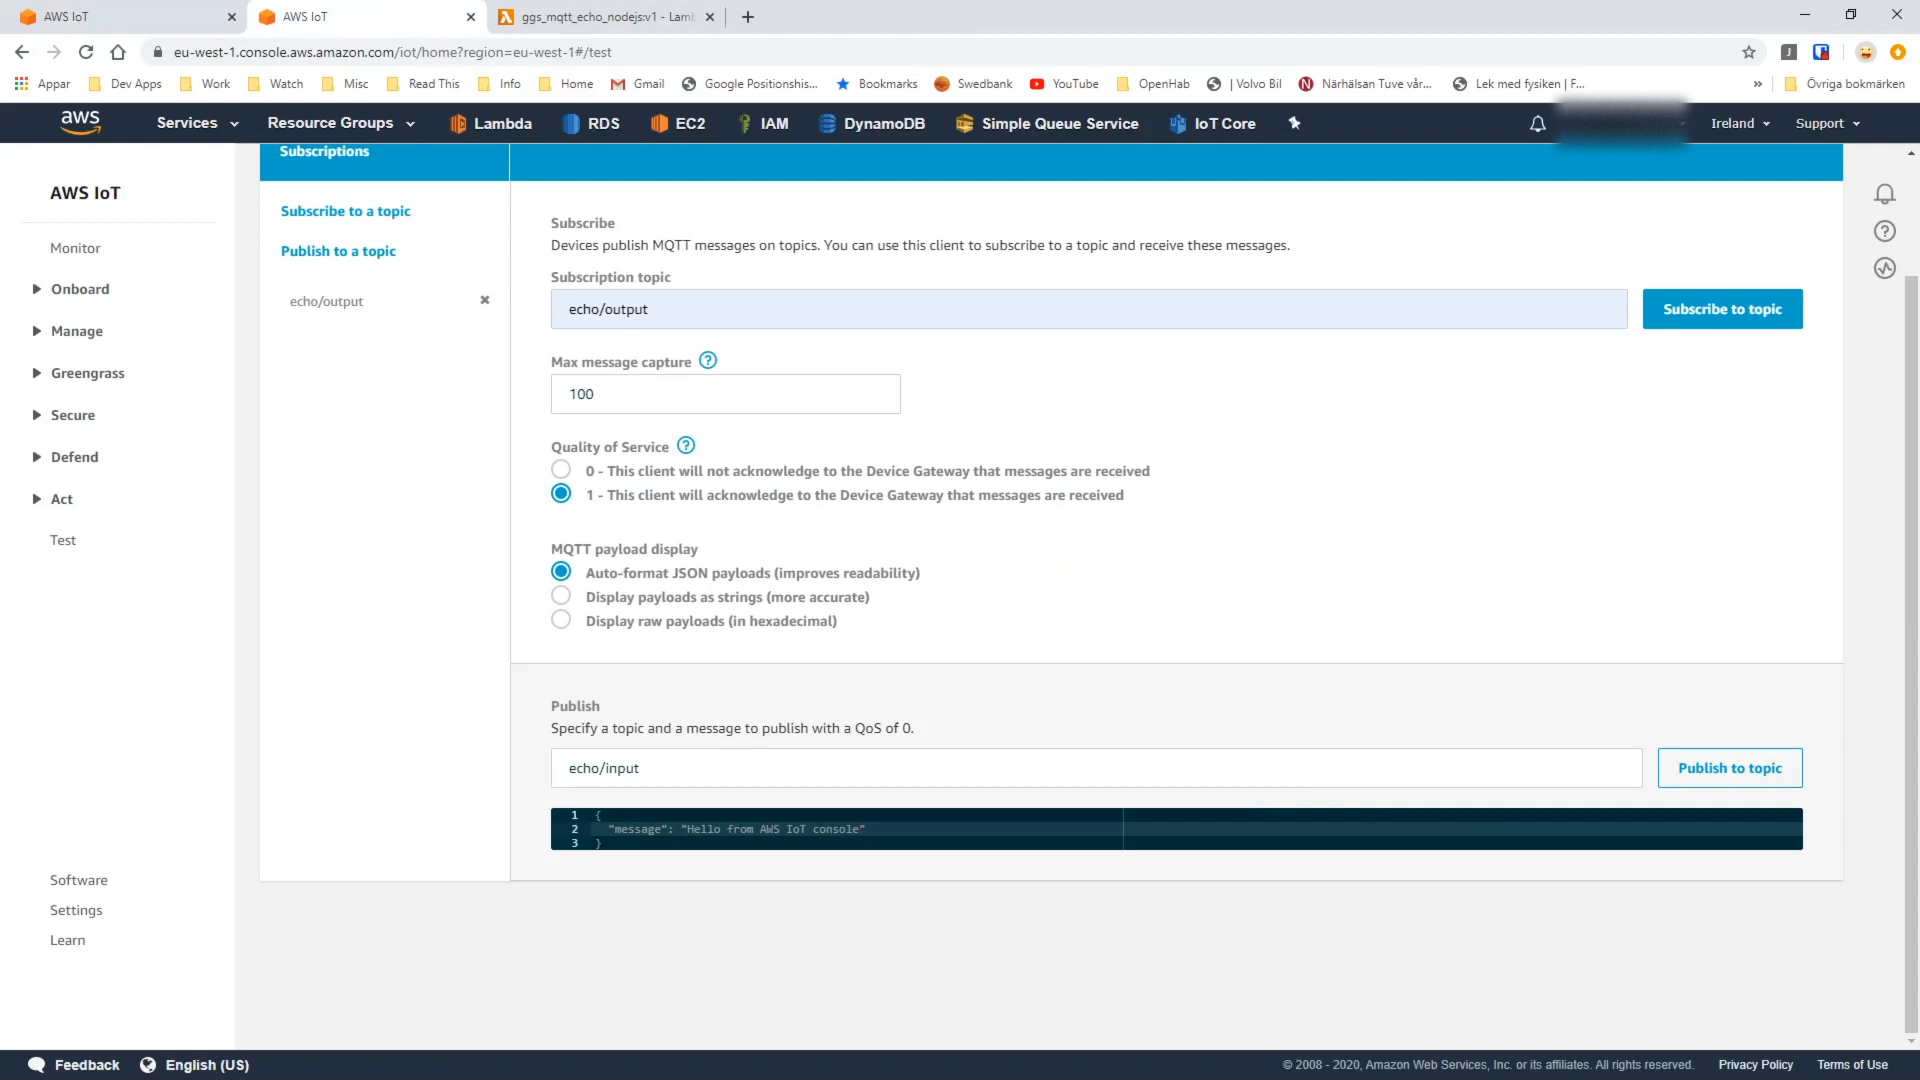 AWS IoT
AWS IoT
ggs_mqtt_echo_nodejs:v1 - Lamb
eu-west-1.console.aws.amazon.com/iot/home?region=eu-west-1#/test
Appar
Dev Apps
Work
Watch
Misc
Read This
Info
Home
Gmail
Google Positionshis...
Bookmarks
Swedbank
YouTube
OpenHab
| Volvo Bil
Närhälsan Tuve vår...
Lek med fysiken | F...
»
Övriga bokmärken
aws
Services
Resource Groups
Lambda
RDS
EC2
IAM
DynamoDB
Simple Queue Service
IoT Core
Ireland
Support
AWS IoT
Monitor
Onboard
Manage
Greengrass
Secure
Defend
Act
Test
Software
Settings
Learn
Subscriptions
Subscribe to a topic
Publish to a topic
echo/output
Subscribe
Devices publish MQTT messages on topics. You can use this client to subscribe to a topic and receive these messages.
Subscription topic
echo/output
Subscribe to topic
Max message capture
100
Quality of Service
0 - This client will not acknowledge to the Device Gateway that messages are received
1 - This client will acknowledge to the Device Gateway that messages are received
MQTT payload display
Auto-format JSON payloads (improves readability)
Display payloads as strings (more accurate)
Display raw payloads (in hexadecimal)
Publish
Specify a topic and a message to publish with a QoS of 0.
echo/input
Publish to topic
1 {
2 "message": "Hello from AWS IoT console"
3 }
Feedback
English (US)
© 2008 - 2020, Amazon Web Services, Inc. or its affiliates. All rights reserved.
Privacy Policy
Terms of Use